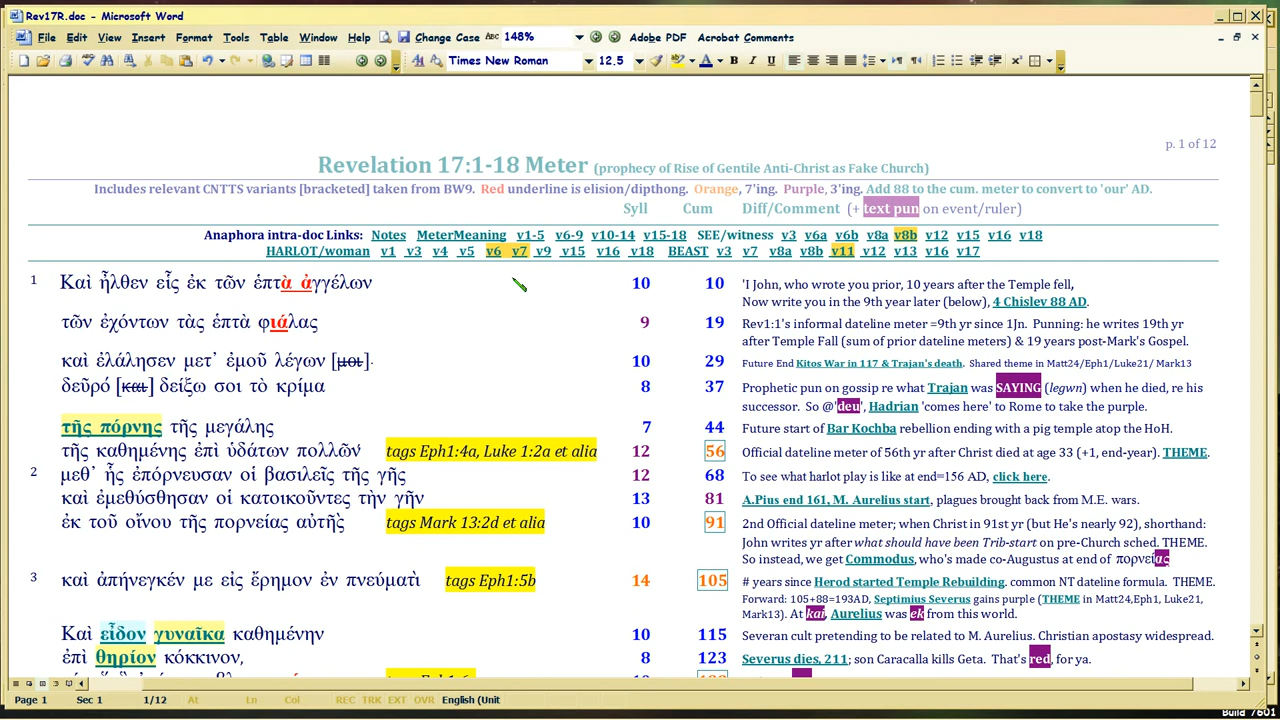 Rev17R.doc - Microsoft Word
File Edit View Insert Format Tools Table Window Help Change Case ABC 148% Adobe PDF Acrobat Comments
Times New Roman 12.5 B I U
p. 1 of 12
Revelation 17:1-18 Meter (prophecy of Rise of Gentile Anti-Christ as Fake Church)
Includes relevant CNTTS variants [bracketed] taken from BW9. Red underline is elision/dipthong. Orange, 7'ing. Purple, 3'ing. Add 88 to the cum. meter to convert to 'our' AD.
Syll Cum Diff/Comment (+ text pun on event/ruler)
Anaphora intra-doc Links: Notes MeterMeaning v1-5 v6-9 v10-14 v15-18 SEE/witness v3 v6a v6b v8a v8b v12 v15 v16 v18
HARLOT/woman v1 v3 v4 v5 v6 v7 v9 v15 v16 v18 BEAST v3 v7 v8a v8b v11 v12 v13 v16 v17
1 Καὶ ἦλθεν εἷς ἐκ τῶν ἑπτὰ ἀγγέλων 10 10 'I John, who wrote you prior, 10 years after the Temple fell,
Now write you in the 9th year later (below), 4 Chislev 88 AD.
τῶν ἐχόντων τὰς ἑπτὰ φιάλας 9 19 Rev1:1's informal dateline meter =9th yr since 1Jn. Punning: he writes 19th yr
after Temple Fall (sum of prior dateline meters) & 19 years post-Mark's Gospel.
καὶ ἐλάλησεν μετ᾽ ἐμοῦ λέγων [μοι]· 10 29 Future End Kitos War in 117 & Trajan's death. Shared theme in Matt24/Eph1/Luke21/ Mark13
δεῦρό [και] δείξω σοι τὸ κρίμα 8 37 Prophetic pun on gossip re what Trajan was SAYING (legwn) when he died, re his
successor. So @'deu', Hadrian 'comes here' to Rome to take the purple.
τῆς πόρνης τῆς μεγάλης 7 44 Future start of Bar Kochba rebellion ending with a pig temple atop the HoH.
τῆς καθημένης ἐπὶ ὑδάτων πολλῶν tags Eph1:4a, Luke 1:2a et alia 12 56 Official dateline meter of 56th yr after Christ died at age 33 (+1, end-year). THEME.
2 μεθ᾽ ἧς ἐπόρνευσαν οἱ βασιλεῖς τῆς γῆς 12 68 To see what harlot play is like at end=156 AD, click here.
καὶ ἐμεθύσθησαν οἱ κατοικοῦντες τὴν γῆν 13 81 A.Pius end 161, M. Aurelius start, plagues brought back from M.E. wars.
ἐκ τοῦ οἴνου τῆς πορνείας αὐτῆς tags Mark 13:2d et alia 10 91 2nd Official dateline meter; when Christ in 91st yr (but He's nearly 92), shorthand:
John writes yr after what should have been Trib-start on pre-Church sched. THEME.
So instead, we get Commodus, who's made co-Augustus at end of πορνείας
3 καὶ ἀπήνεγκέν με εἰς ἔρημον ἐν πνεύματι tags Eph1:5b 14 105 # years since Herod started Temple Rebuilding. common NT dateline formula. THEME.
Forward: 105+88=193AD, Septimius Severus gains purple (THEME in Matt24,Eph1, Luke21,
Mark13). At kai, Aurelius was ek from this world.
Καὶ εἶδον γυναῖκα καθημένην 10 115 Severan cult pretending to be related to M. Aurelius. Christian apostasy widespread.
ἐπὶ θηρίον κόκκινον, 8 123 Severus dies, 211; son Caracalla kills Geta. That's red, for ya.
Page 1 Sec 1 1/12 At Ln Col REC TRK EXT OVR English (Unit
Build 7601